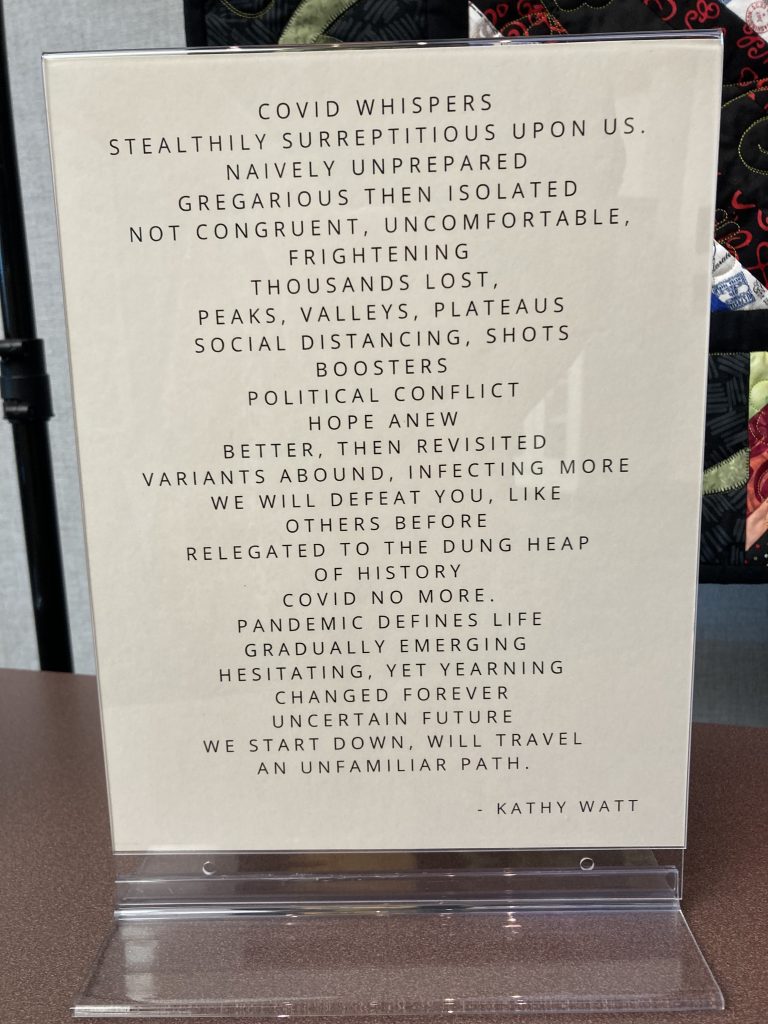 COVID WHISPERS
STEALTHILY SURREPTITIOUS UPON US.
NAIVELY UNPREPARED
GREGARIOUS THEN ISOLATED
NOT CONGRUENT, UNCOMFORTABLE,
FRIGHTENING
THOUSANDS LOST,
PEAKS, VALLEYS, PLATEAUS
SOCIAL DISTANCING, SHOTS
BOOSTERS
POLITICAL CONFLICT
HOPE ANEW
BETTER, THEN REVISITED
VARIANTS ABOUND, INFECTING MORE
WE WILL DEFEAT YOU, LIKE
OTHERS BEFORE
RELEGATED TO THE DUNG HEAP
OF HISTORY
COVID NO MORE.
PANDEMIC DEFINES LIFE
GRADUALLY EMERGING
HESITATING, YET YEARNING
CHANGED FOREVER
UNCERTAIN FUTURE
WE START DOWN, WILL TRAVEL
AN UNFAMILIAR PATH.
- KATHY WATT